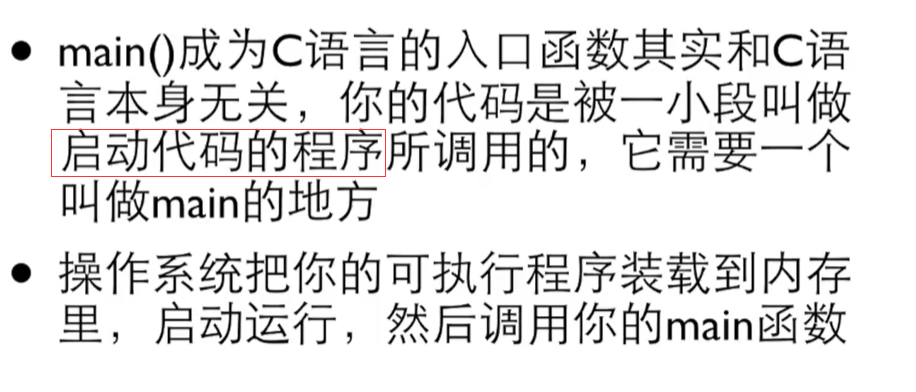 • main()成为C语言的入口函数其实和C语
言本身无关，你的代码是被一小段叫做
启动代码的程序所调用的，它需要一个
叫做main的地方
• 操作系统把你的可执行程序装载到内存
里，启动运行，然后调用你的main函数